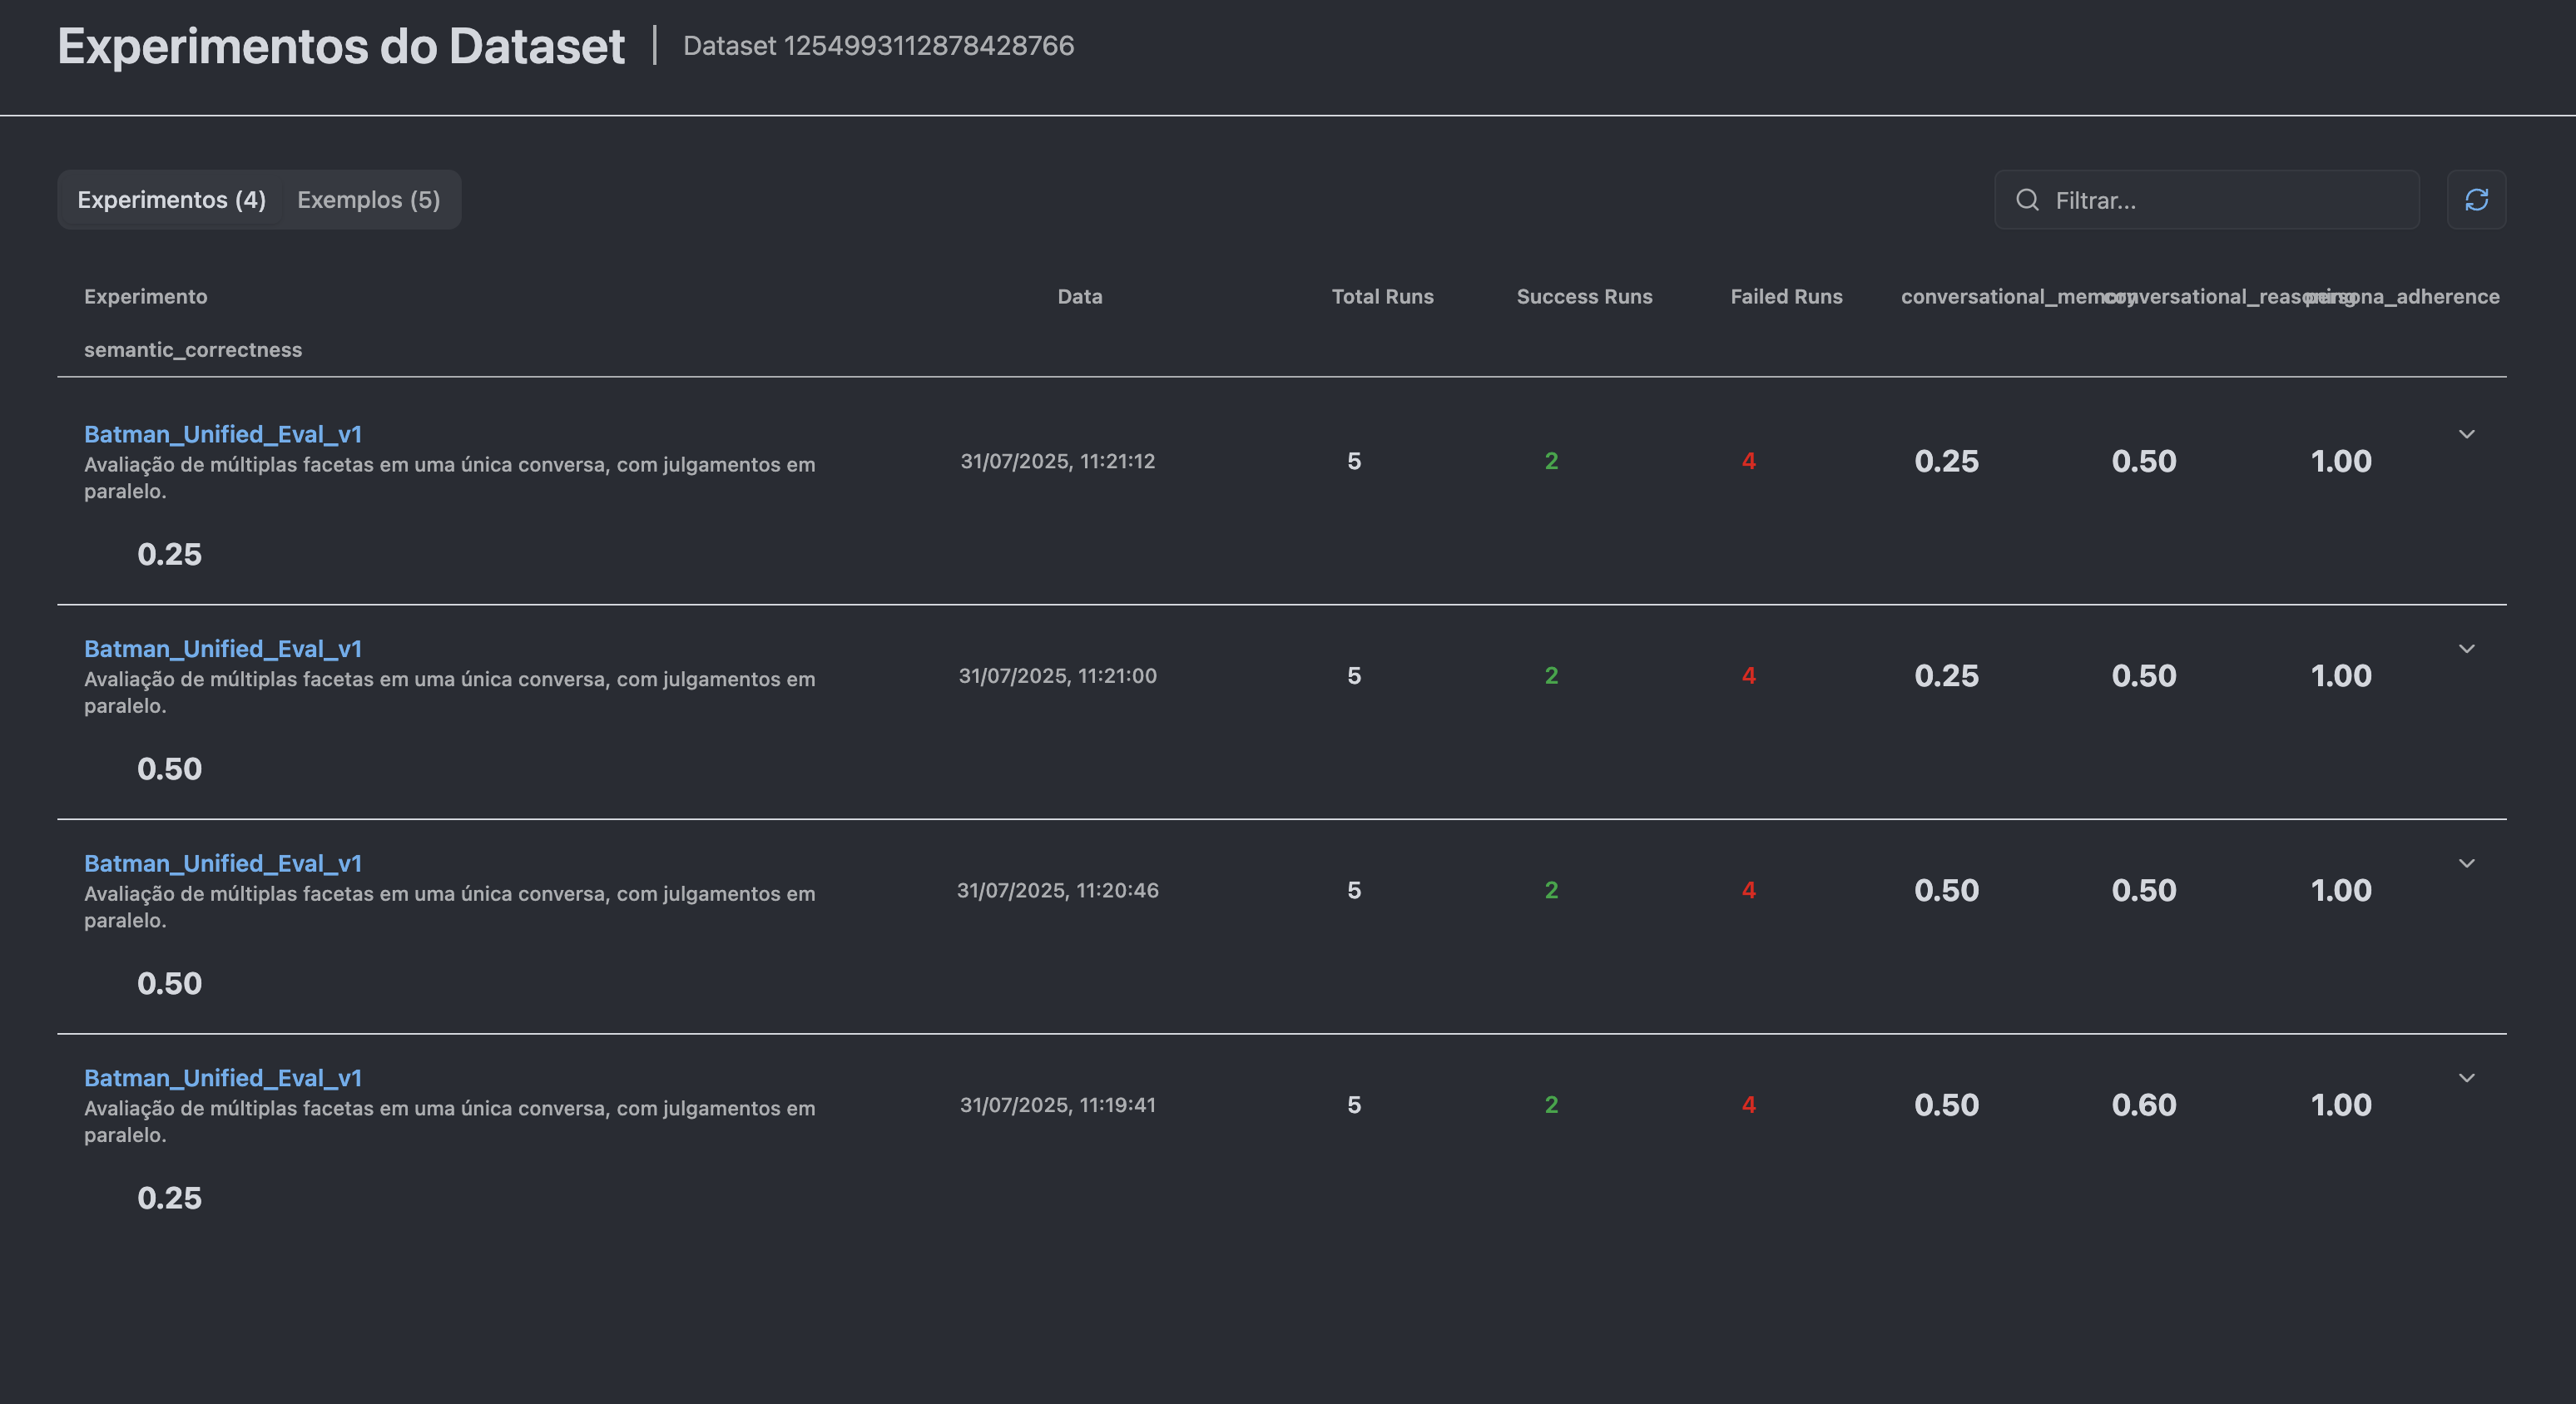 Experimentos do Dataset | Dataset 1254993112878428766
Experimentos (4) Exemplos (5) Filtrar...
Experimento Data Total Runs Success Runs Failed Runs conversational_memory conversational_reasoning persona_adherence
semantic_correctness
Batman_Unified_Eval_v1
Avaliação de múltiplas facetas em uma única conversa, com julgamentos em
paralelo.
31/07/2025, 11:21:12 5 2 4 0.25 0.50 1.00
0.25
Batman_Unified_Eval_v1
Avaliação de múltiplas facetas em uma única conversa, com julgamentos em
paralelo.
31/07/2025, 11:21:00 5 2 4 0.25 0.50 1.00
0.50
Batman_Unified_Eval_v1
Avaliação de múltiplas facetas em uma única conversa, com julgamentos em
paralelo.
31/07/2025, 11:20:46 5 2 4 0.50 0.50 1.00
0.50
Batman_Unified_Eval_v1
Avaliação de múltiplas facetas em uma única conversa, com julgamentos em
paralelo.
31/07/2025, 11:19:41 5 2 4 0.50 0.60 1.00
0.25